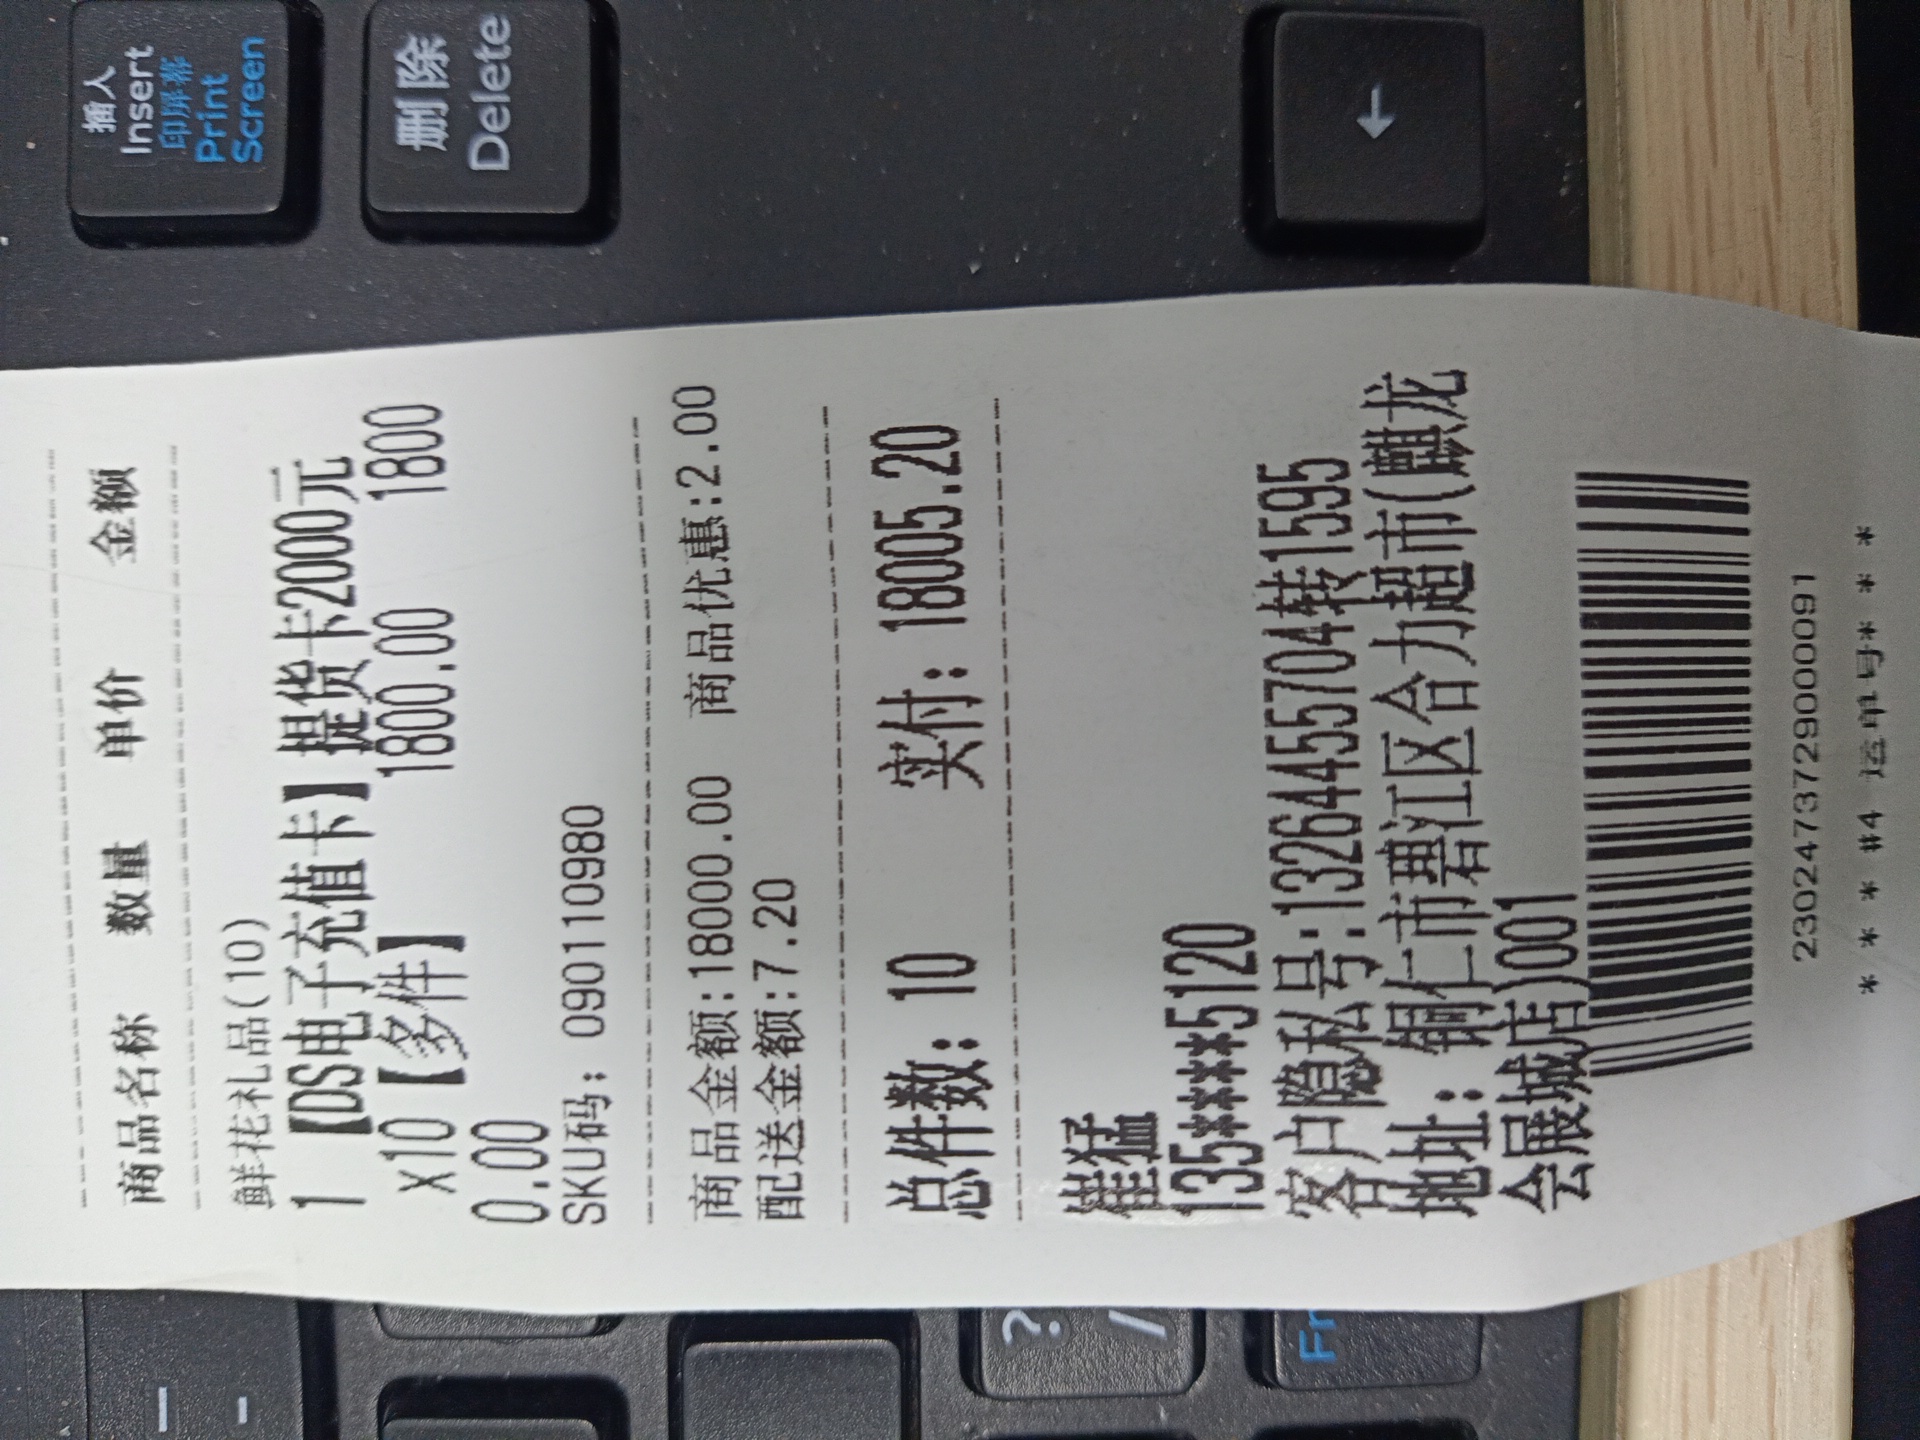 插入
Insert
印屏幕
Print
Screen
删除
Delete
←
商品名称 数量 单价 金额
鲜花礼品(10)
1 【DS电子充值卡】提货卡2000元
x10【多件】 1800.00 1800
0.00
SKU码: 090110980
商品金额:18000.00 商品优惠:2.00
配送金额:7.20
总件数: 10 实付: 18005.20
崔猛
135****5120
客户隐私号:13264455704转1595
地址: 铜仁市碧江区合力超市(麒龙
会展城店)001
2302473729000091
* * * #4 运单号* * *
?
/